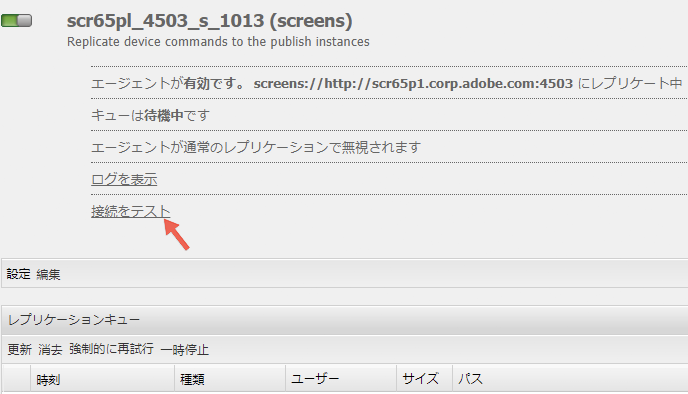 scr65pl_4503_s_1013 (screens)
Replicate device commands to the publish instances
エージェントが有効です。 screens://http://scr65p1.corp.adobe.com:4503 にレプリケート中
キューは待機中です
エージェントが通常のレプリケーションで無視されます
ログを表示
接続をテスト
設定 編集
レプリケーションキュー
更新 消去 強制的に再試行 一時停止
時刻 種類 ユーザー サイズ パス